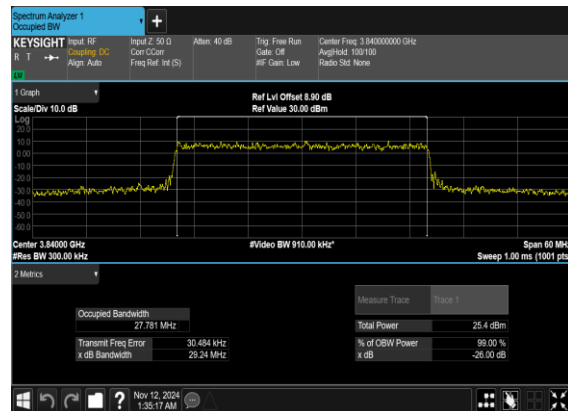 Spectrum Analyzer 1
Occupied BW
KEYSIGHT Input: RF Input Z: 50 Ω Atten: 40 dB Trig: Free Run Center Freq: 3.840000000 GHz
R T Coupling: DC Corr CCorr Gate: Off Avg|Hold: 100/100
Align: Auto Freq Ref: Int (S) #IF Gain: Low Radio Std: None
LW
1 Graph
Ref Lvl Offset 8.90 dB
Scale/Div 10.0 dB Ref Value 30.00 dBm
Log
20.0
10.0
0.00
-10.0
-20.0
-30.0
-40.0
-50.0
-60.0
Center 3.84000 GHz #Video BW 910.00 kHz* Span 60 MHz
#Res BW 300.00 kHz Sweep 1.00 ms (1001 pts)
2 Metrics
Measure Trace Trace 1
Occupied Bandwidth
27.781 MHz
Total Power 25.4 dBm
Transmit Freq Error 30.484 kHz % of OBW Power 99.00 %
x dB Bandwidth 29.24 MHz x dB -26.00 dB
?
Nov 12, 2024
1:35:17 AM